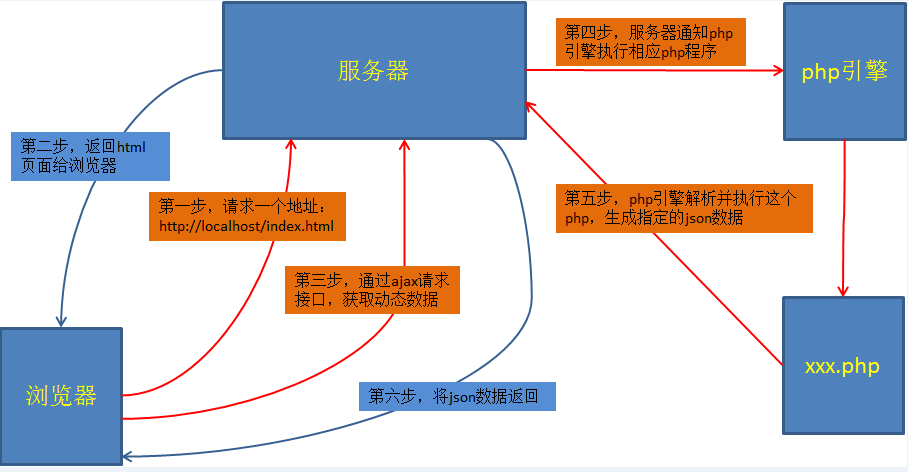 服务器
第四步，服务器通知php
引擎执行相应php程序
php引擎
第二步，返回html
页面给浏览器
第一步，请求一个地址：
http://localhost/index.html
第五步，php引擎解析并执行这个
php，生成指定的json数据
第三步，通过ajax请求
接口，获取动态数据
浏览器
第六步，将json数据返回
xxx.php